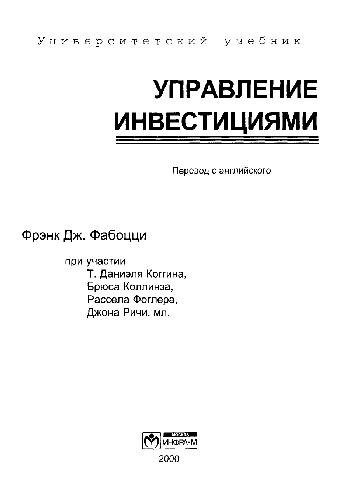 Университетский учебник
УПРАВЛЕНИЕ
ИНВЕСТИЦИЯМИ
Перевод с английского
Фрэнк Дж. Фабоцци
при участии
Т. Даниэля Коггина,
Брюса Коллинза,
Рассела Фоглера,
Джона Ричи, мл.
МОСКВА
ИНФРА-М
2000